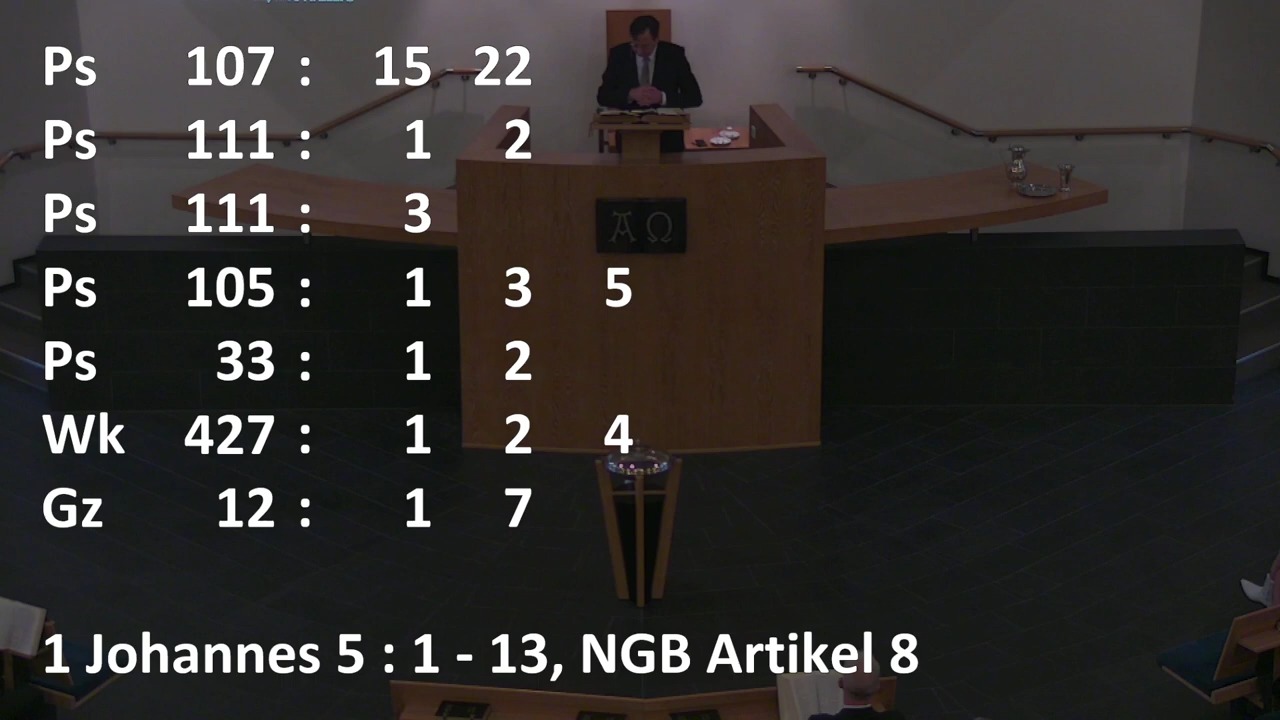 Ps 107 : 15 22
Ps 111 : 1 2
Ps 111 : 3
Ps 105 : 1 3 5
Ps 33 : 1 2
Wk 427 : 1 2 4
Gz 12 : 1 7
Α Ω
1 Johannes 5 : 1 - 13, NGB Artikel 8